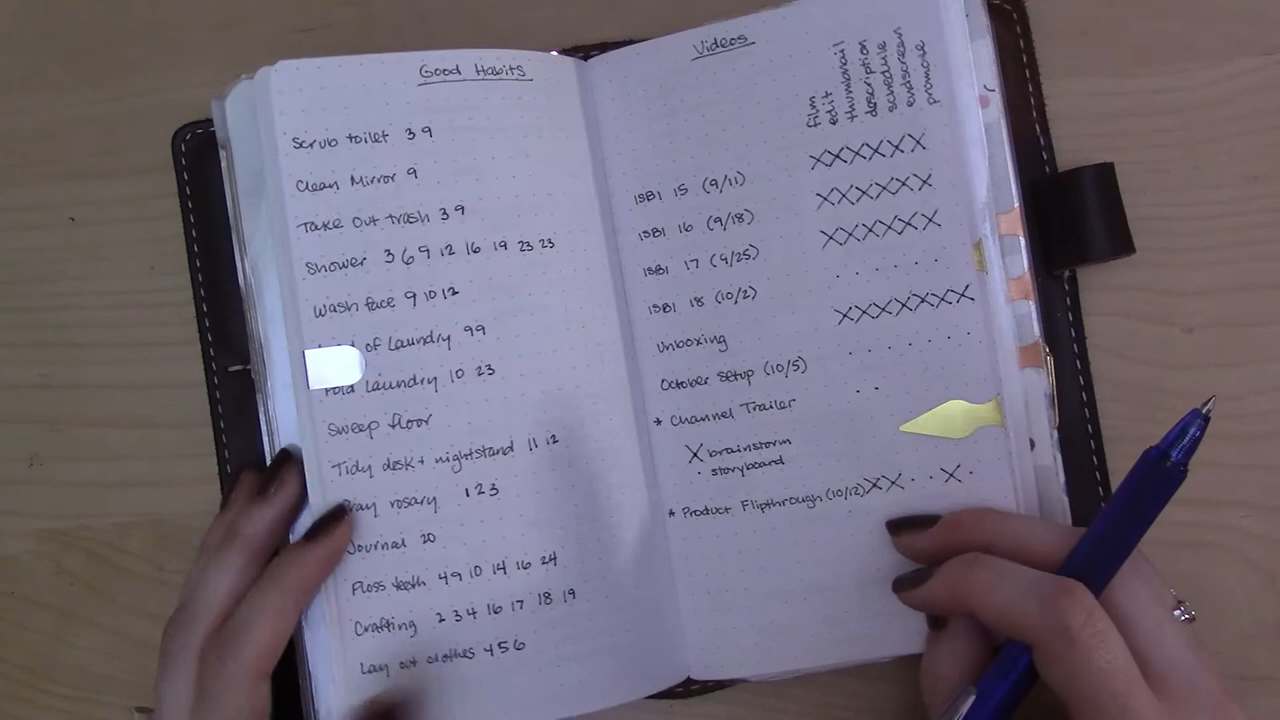 Good Habits
Scrub toilet 3 9
Clean Mirror 9
Take out trash 3 9
Shower 3 6 9 12 16 19 23 23
Wash face 9 10 12
of Laundry 9 9
Fold Laundry 10 23
Sweep floor
Tidy desk + nightstand 11 12
Pray rosary 1 2 3
Journal 20
Floss teeth 4 9 10 14 16 24
Crafting 2 3 4 16 17 18 19
Lay out clothes 4 5 6
Videos
film
edit
thumbnail
description
schedule
endscreen
promote
XXXXXX
ISBI 15 (9/11)
XXXXXX
ISBI 16 (9/18)
XXXXXX
ISBI 17 (9/25)
ISBI 18 (10/2)
XXXXXXX
Unboxing
October Setup (10/5)
* Channel Trailer
X brainstorm
· storyboard
* Product Flipthrough (10/12) XX · · X ·